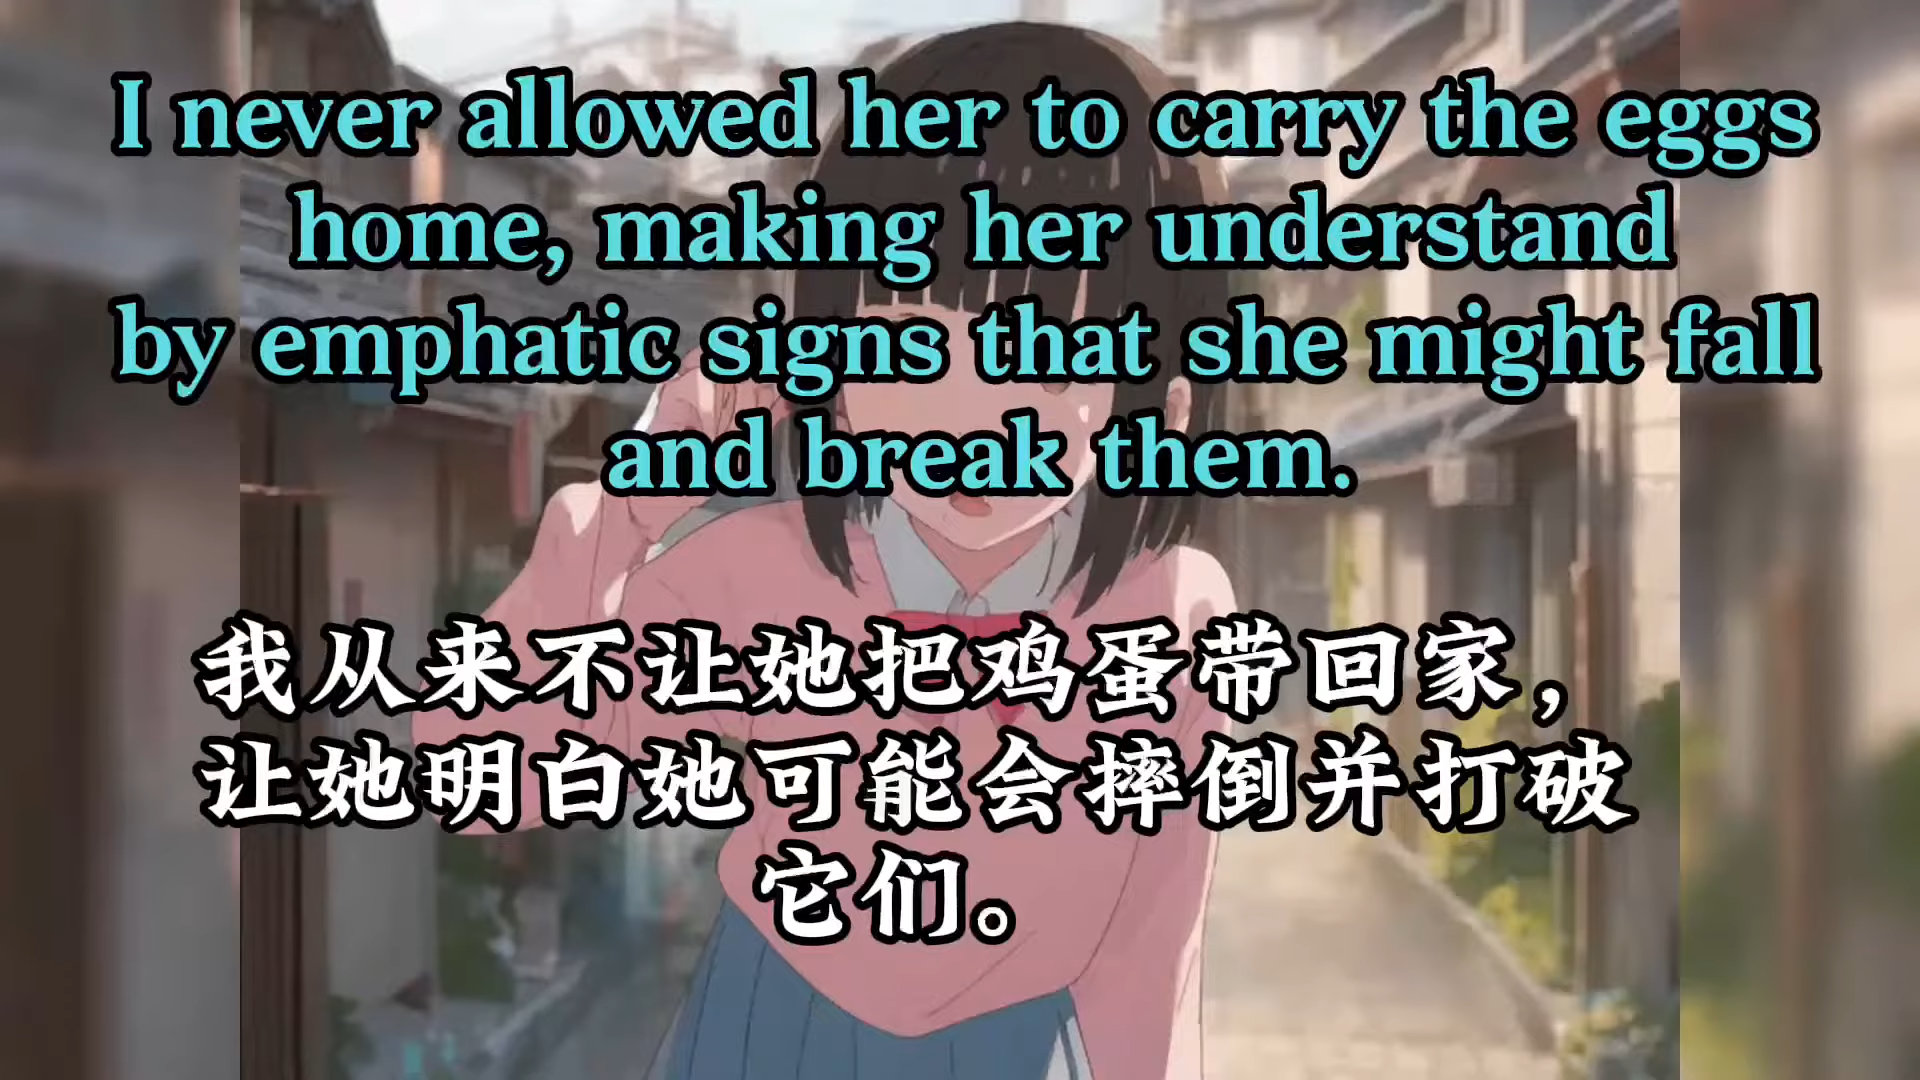 I never allowed her to carry the eggs
home, making her understand
by emphatic signs that she might fall
and break them.
我从来不让她把鸡蛋带回家，
让她明白她可能会摔倒并打破
它们。